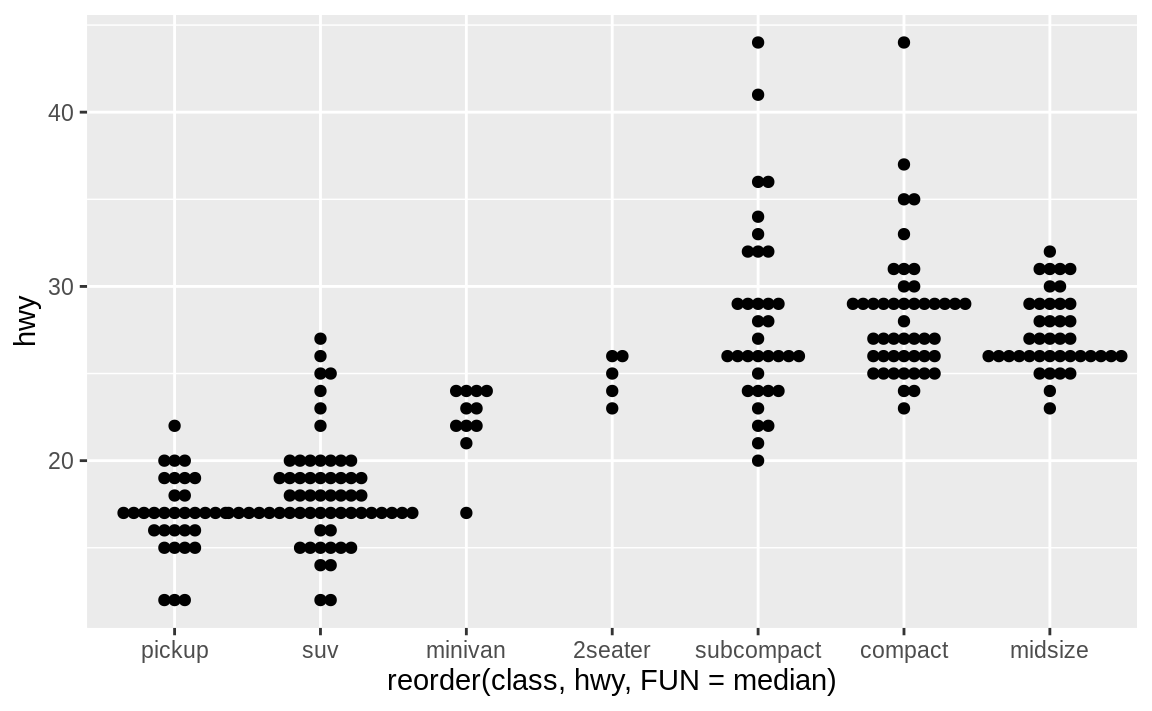 40
30
20
hwy
pickup suv minivan 2seater subcompact compact midsize
reorder(class, hwy, FUN = median)